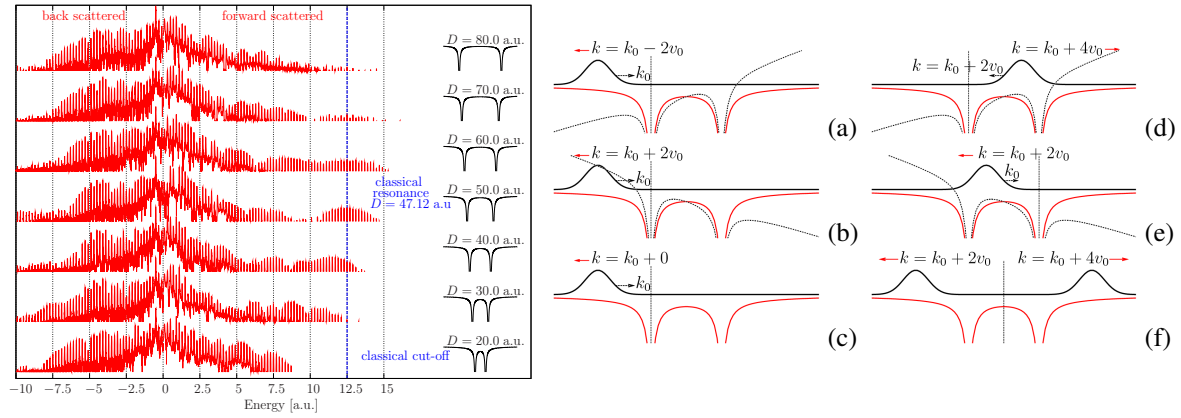 back scattered forward scattered
D = 80.0 a.u.
D = 70.0 a.u.
D = 60.0 a.u.
classical
resonance
D = 47.12 a.u
D = 50.0 a.u.
D = 40.0 a.u.
D = 30.0 a.u.
D = 20.0 a.u.
classical cut-off
−10 −7.5 −5 −2.5 0 2.5 5 7.5 10 12.5 15
Energy [a.u.]
k = k₀ − 2v₀
k₀
(a)
k = k₀ + 2v₀
k₀
(b)
k = k₀ + 0
k₀
(c)
k = k₀ + 4v₀
k = k₀ + 2v₀
(d)
k = k₀ + 2v₀
k₀
(e)
k = k₀ + 2v₀ k = k₀ + 4v₀
(f)